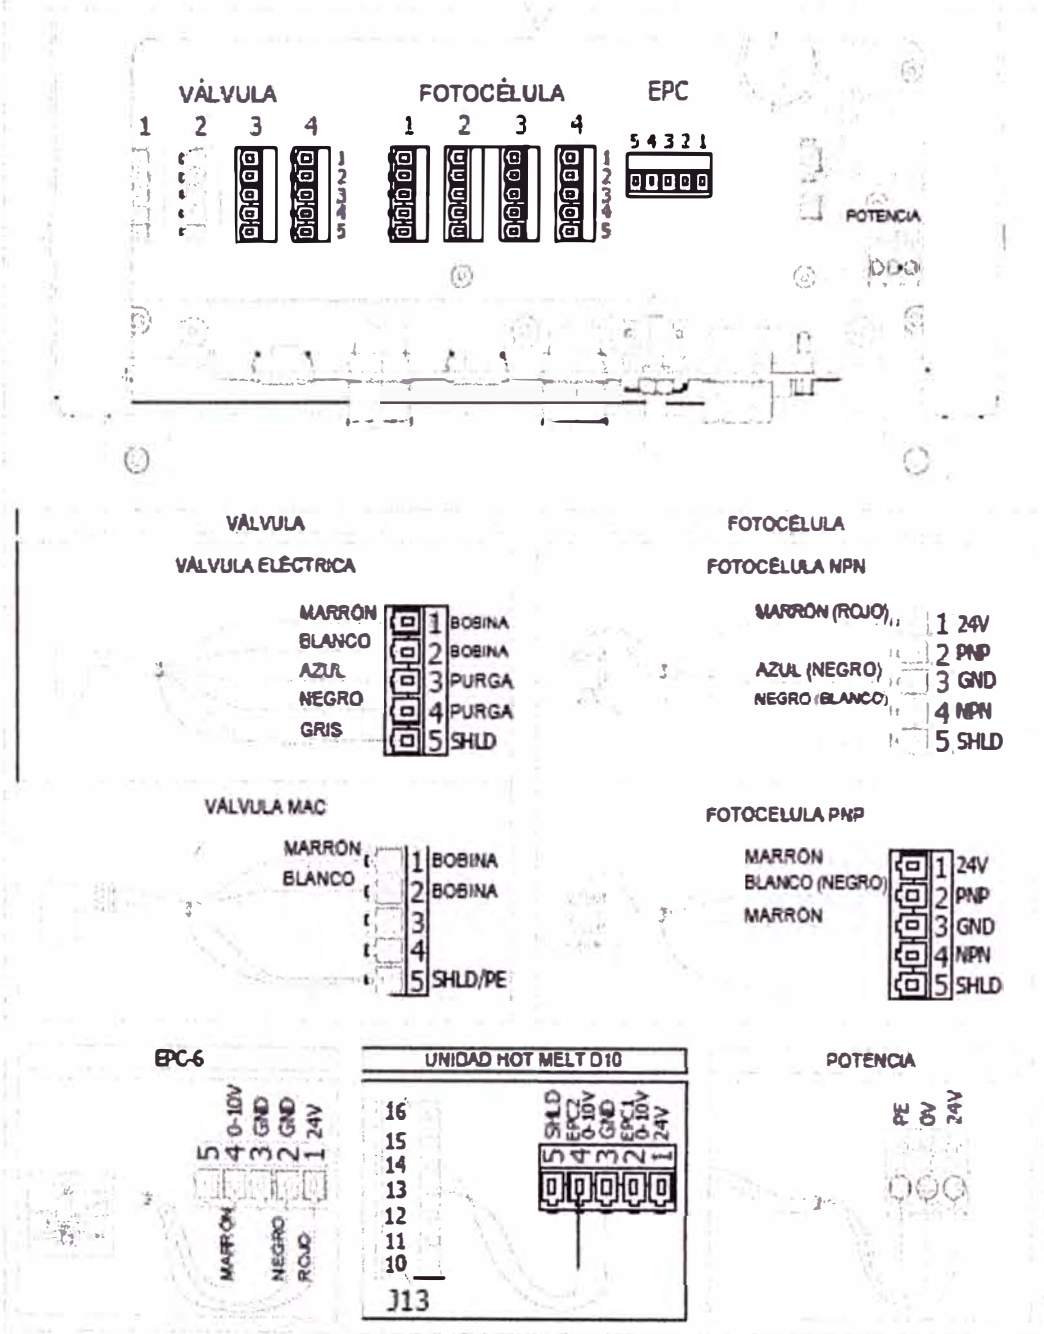 VÁLVULA FOTOCÉLULA EPC
1 2 3 4 1 2 3 4 5 4 3 2 1
1 1
2 2
3 3
4 4
5 5
POTENCIA
VÁLVULA
VÁLVULA ELÉCTRICA
MARRÓN 1 BOBINA
BLANCO 2 BOBINA
AZUL 3 PURGA
NEGRO 4 PURGA
GRIS 5 SHLD
FOTOCÉLULA
FOTOCÉLULA NPN
MARRÓN (ROJO) 1 24V
2 PNP
AZUL (NEGRO) 3 GND
NEGRO (BLANCO) 4 NPN
5 SHLD
VÁLVULA MAC
MARRÓN 1 BOBINA
BLANCO 2 BOBINA
3
4
5 SHLD/PE
FOTOCELULA PNP
MARRÓN 1 24V
BLANCO (NEGRO) 2 PNP
MARRÓN 3 GND
4 NPN
5 SHLD
EPC-6
5
4 0-10V
3 GND
2 GND
1 24V
MARRÓN
NEGRO
ROJO
UNIDAD HOT MELT D10
16
15
14
13
12
11
10
J13
5 SHLD
4 EPC2 0-10V
3 GND
2 EPC1 0-10V
1 24V
POTENCIA
PE
0V
24V